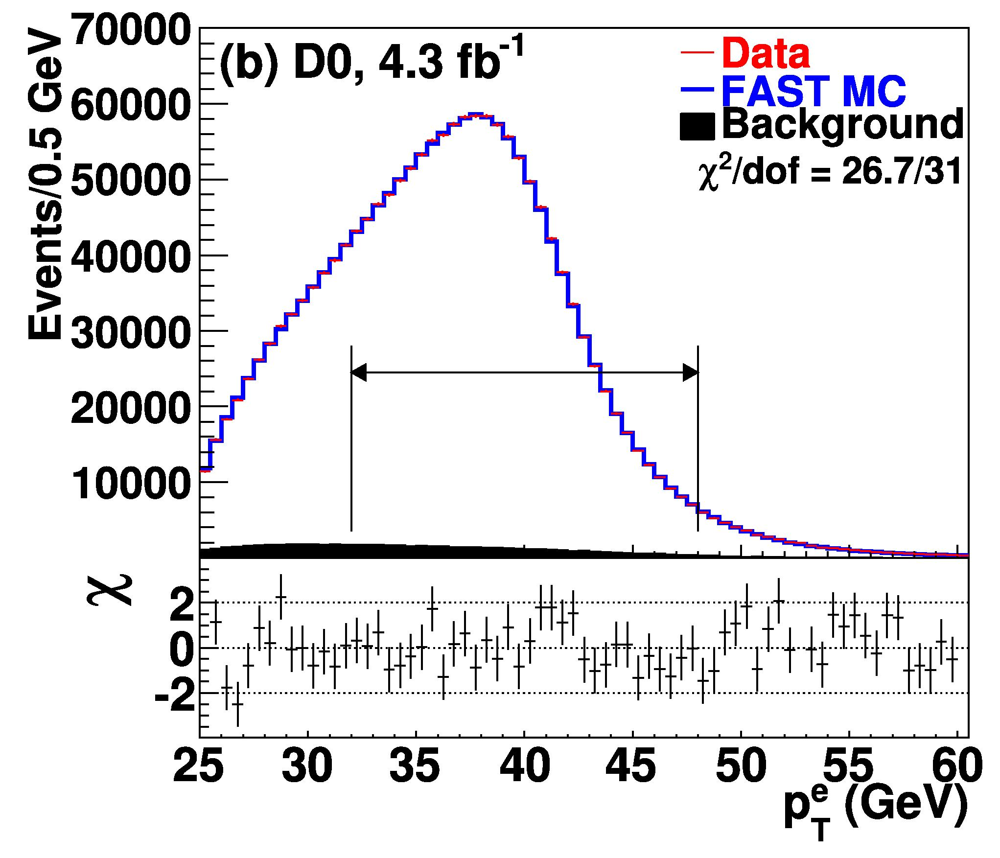 70000
60000
50000
40000
30000
20000
10000
Events/0.5 GeV
(b) D0, 4.3 fb⁻¹
Data
FAST MC
Background
χ²/dof = 26.7/31
χ
2
0
-2
25 30 35 40 45 50 55 60
p_T^e (GeV)